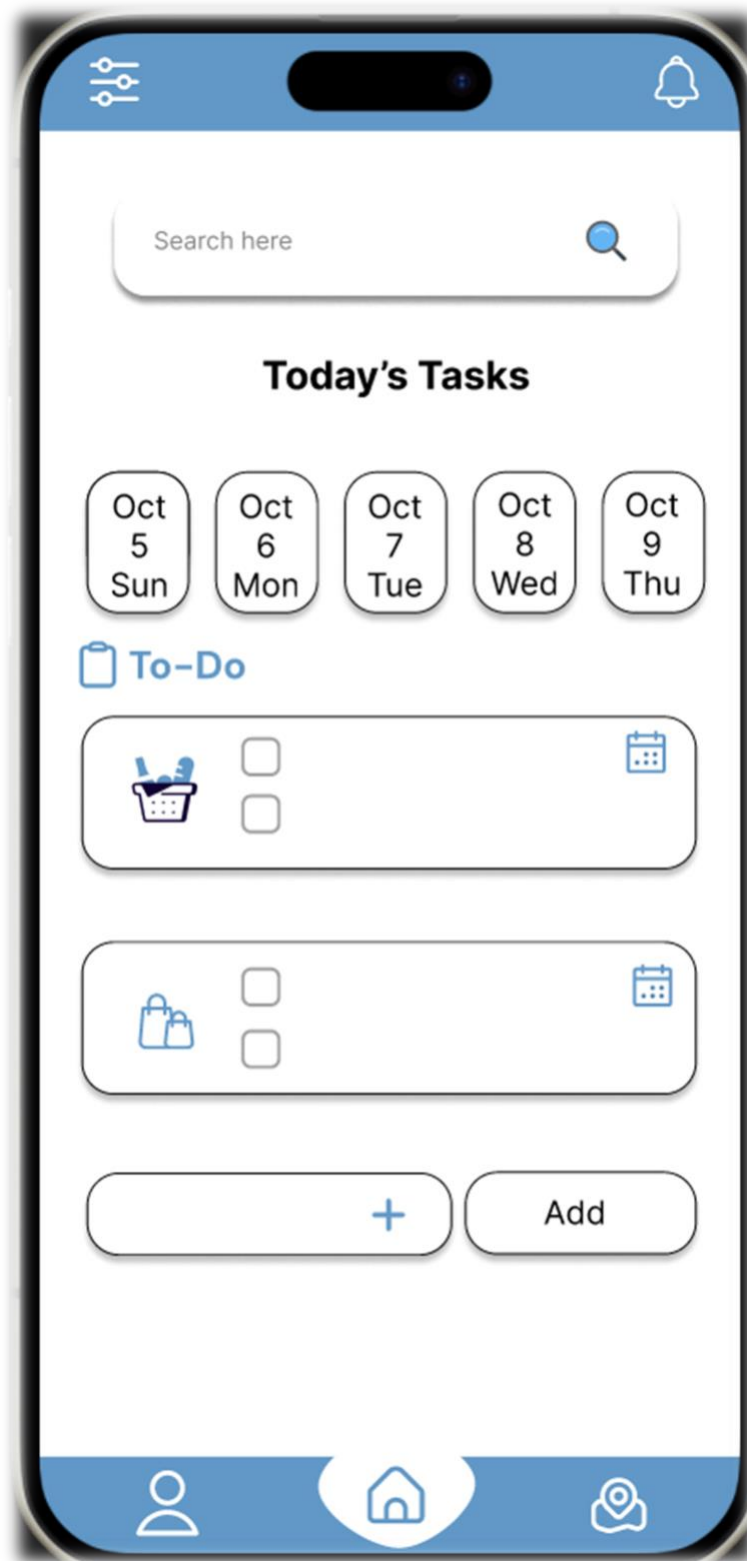 Search here
Today's Tasks
Oct
5
Sun
Oct
6
Mon
Oct
7
Tue
Oct
8
Wed
Oct
9
Thu
To-Do
Add